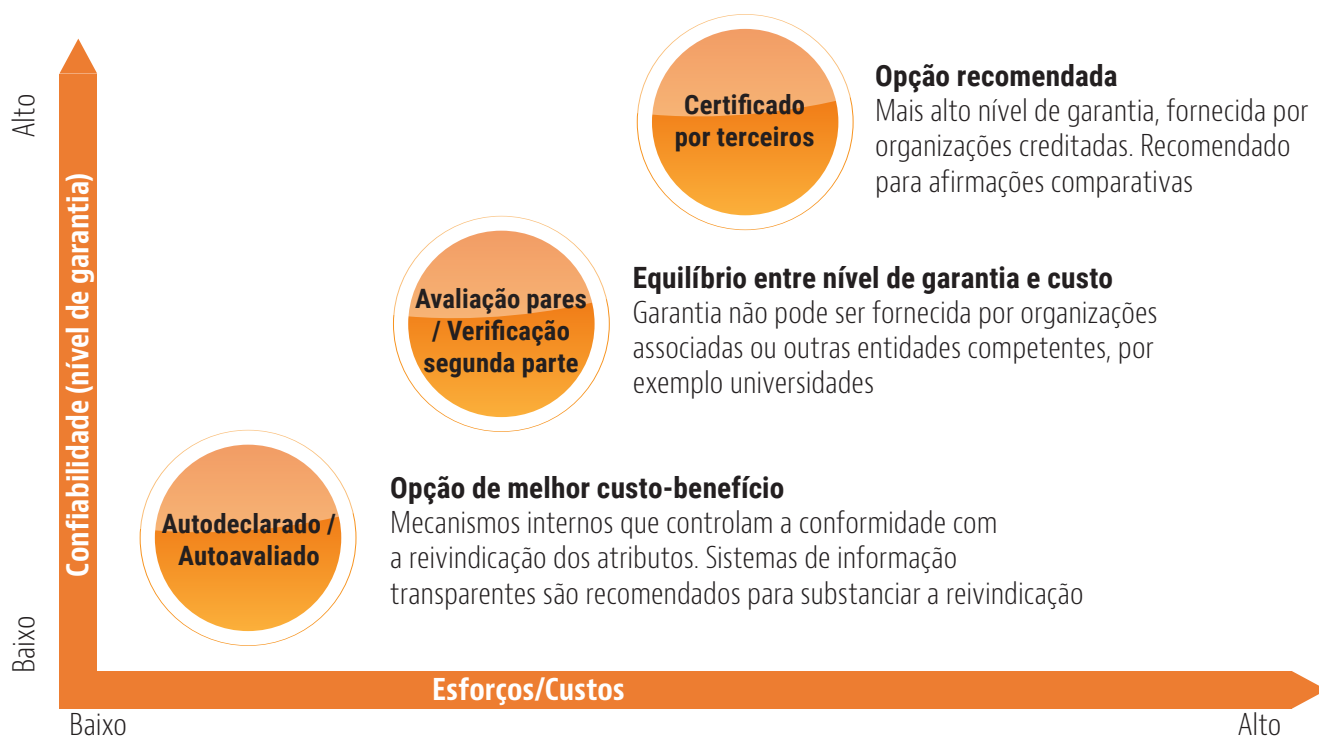 Alto
Confiabilidade (nível de garantia)
Baixo
Certificado
por terceiros
Opção recomendada
Mais alto nível de garantia, fornecida por
organizações creditadas. Recomendado
para afirmações comparativas
Avaliação pares
/ Verificação
segunda parte
Equilíbrio entre nível de garantia e custo
Garantia não pode ser fornecida por organizações
associadas ou outras entidades competentes, por
exemplo universidades
Autodeclarado /
Autoavaliado
Opção de melhor custo-benefício
Mecanismos internos que controlam a conformidade com
a reivindicação dos atributos. Sistemas de informação
transparentes são recomendados para substanciar a reivindicação
Esforços/Custos
Baixo
Alto